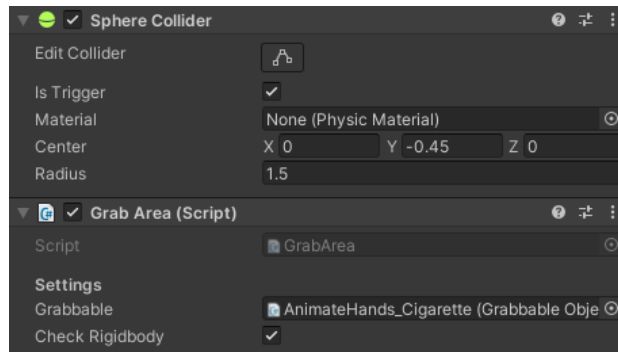 Sphere Collider
Edit Collider
Is Trigger
Material None (Physic Material)
Center X 0 Y -0.45 Z 0
Radius 1.5
Grab Area (Script)
Script GrabArea
Settings
Grabbable AnimateHands_Cigarette (Grabbable Obje
Check Rigidbody